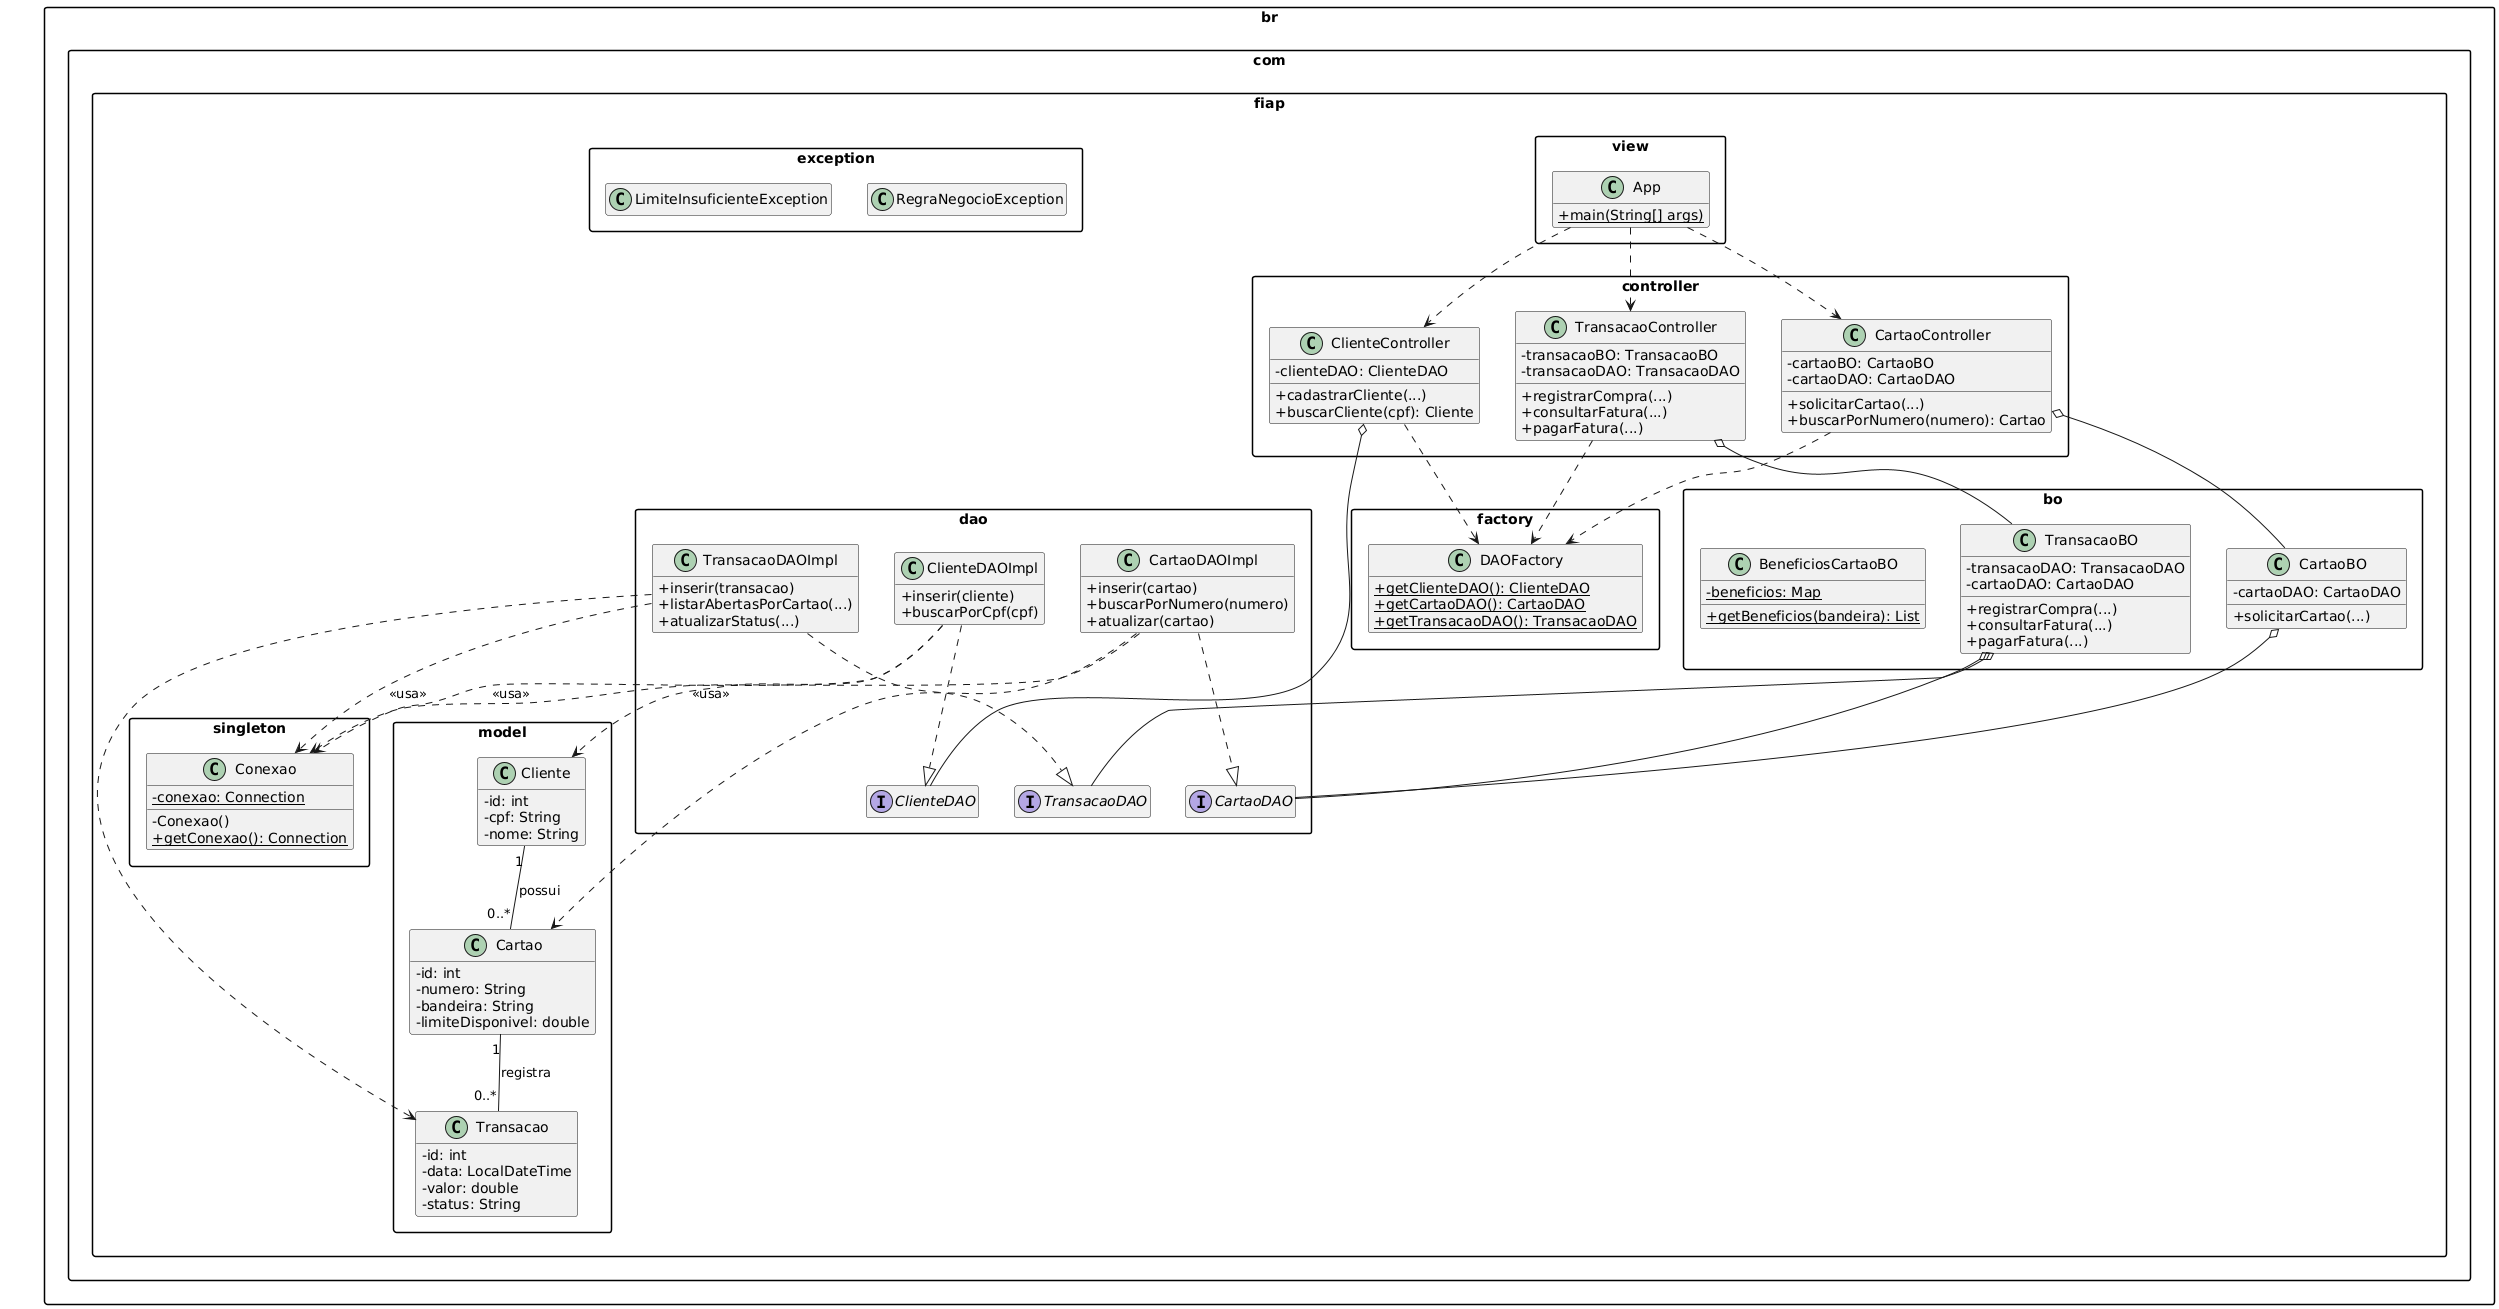 br
com
fiap
exception
C LimiteInsuficienteException
C RegraNegocioException
view
C App
+main(String[] args)
controller
C ClienteController
-clienteDAO: ClienteDAO
+cadastrarCliente(...)
+buscarCliente(cpf): Cliente
C TransacaoController
-transacaoBO: TransacaoBO
-transacaoDAO: TransacaoDAO
+registrarCompra(...)
+consultarFatura(...)
+pagarFatura(...)
C CartaoController
-cartaoBO: CartaoBO
-cartaoDAO: CartaoDAO
+solicitarCartao(...)
+buscarPorNumero(numero): Cartao
dao
C TransacaoDAOImpl
+inserir(transacao)
+listarAbertasPorCartao(...)
+atualizarStatus(...)
C ClienteDAOImpl
+inserir(cliente)
+buscarPorCpf(cpf)
C CartaoDAOImpl
+inserir(cartao)
+buscarPorNumero(numero)
+atualizar(cartao)
I ClienteDAO
I TransacaoDAO
I CartaoDAO
factory
C DAOFactory
+getClienteDAO(): ClienteDAO
+getCartaoDAO(): CartaoDAO
+getTransacaoDAO(): TransacaoDAO
bo
C BeneficiosCartaoBO
-beneficios: Map
+getBeneficios(bandeira): List
C TransacaoBO
-transacaoDAO: TransacaoDAO
-cartaoDAO: CartaoDAO
+registrarCompra(...)
+consultarFatura(...)
+pagarFatura(...)
C CartaoBO
-cartaoDAO: CartaoDAO
+solicitarCartao(...)
«usa»
«usa»
«usa»
singleton
C Conexao
-conexao: Connection
-Conexao()
+getConexao(): Connection
model
C Cliente
-id: int
-cpf: String
-nome: String
1
possui
0..*
C Cartao
-id: int
-numero: String
-bandeira: String
-limiteDisponivel: double
1
registra
0..*
C Transacao
-id: int
-data: LocalDateTime
-valor: double
-status: String